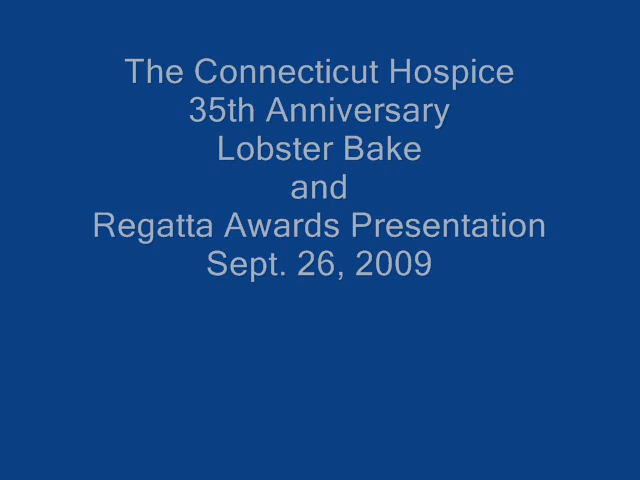 The Connecticut Hospice
35th Anniversary
Lobster Bake
and
Regatta Awards Presentation
Sept. 26, 2009